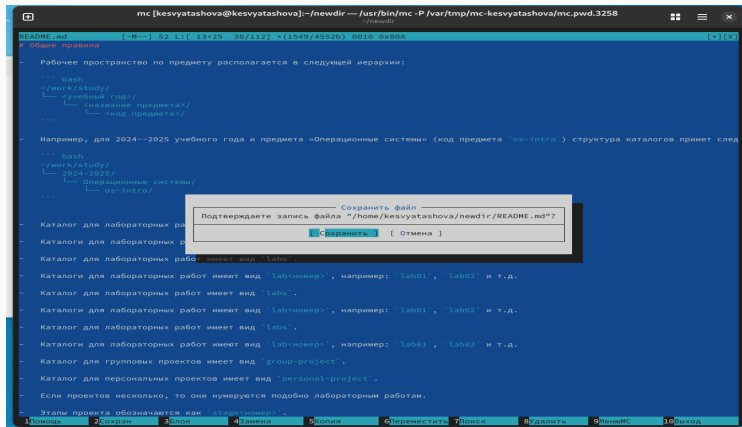 mc [kesvyatashova@kesvyatashova]:~/newdir — /usr/bin/mc -P /var/tmp/mc-kesvyatashova/mc.pwd.3258
~/newdir
README.md [-M--] 52 L:[ 13+25 38/112] *(1549/4552b) 0010 0x00A [*][X]
# Общие правила
- Рабочее пространство по предмету располагается в следующей иерархии:
``` bash
~/work/study/
└── <учебный год>/
└── <название предмета>/
└── <код предмета>/
```
- Например, для 2024--2025 учебного года и предмета «Операционные системы» (код предмета `os-intro`) структура каталогов примет след
``` bash
~/work/study/
└── 2024-2025/
└── Операционные системы/
└── os-intro/
```
Сохранить файл
Подтверждаете запись файла "/home/kesvyatashova/newdir/README.md"?
[ Сохранить ] [ Отмена ]
- Каталог для лабораторных ра
- Каталоги для лабораторных р
- Каталог для лабораторных работ имеет вид `labs`.
- Каталоги для лабораторных работ имеют вид `lab<номер>`, например: `lab01`, `lab02` и т.д.
- Каталог для лабораторных работ имеет вид `labs`.
- Каталоги для лабораторных работ имеют вид `lab<номер>`, например: `lab01`, `lab02` и т.д.
- Каталог для лабораторных работ имеет вид `labs`.
- Каталоги для лабораторных работ имеют вид `lab<номер>`, например: `lab01`, `lab02` и т.д.
- Каталог для групповых проектов имеет вид `group-project`.
- Каталог для персональных проектов имеет вид `personal-project`.
- Если проектов несколько, то они нумеруются подобно лабораторным работам.
- Этапы проекта обозначаются как `stage<номер>`.
1Помощь 2Сохран 3Блок 4Замена 5Копия 6Переместить 7Поиск 8Удалить 9МенюMC 10Выход